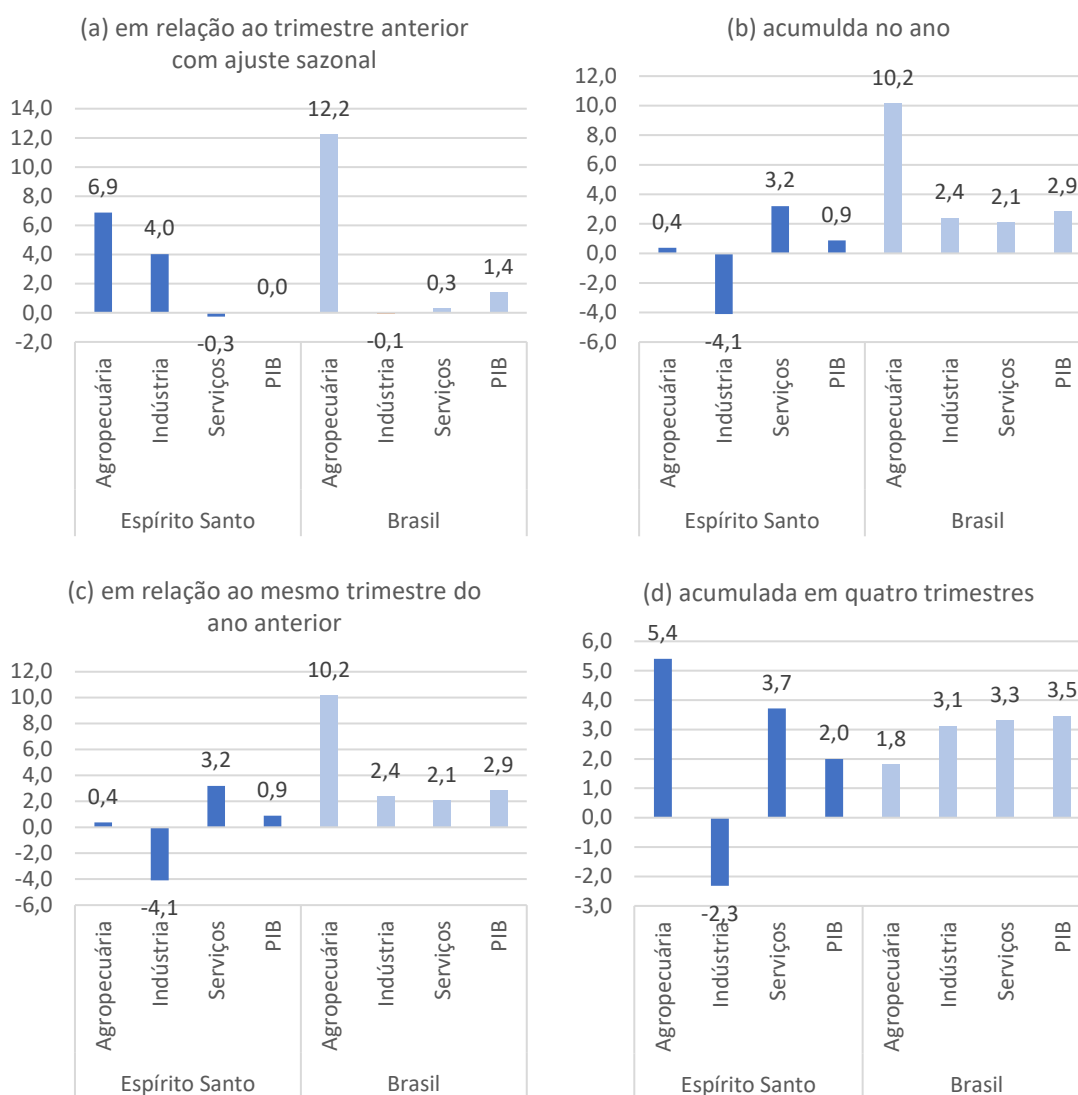 (a) em relação ao trimestre anterior
com ajuste sazonal
14,0
12,0
10,0
8,0
6,0
4,0
2,0
0,0
-2,0
6,9
4,0
-0,3
0,0
12,2
-0,1
0,3
1,4
Agropecuária
Indústria
Serviços
PIB
Agropecuária
Indústria
Serviços
PIB
Espírito Santo
Brasil
(b) acumulda no ano
12,0
10,0
8,0
6,0
4,0
2,0
0,0
-2,0
-4,0
-6,0
0,4
-4,1
3,2
0,9
10,2
2,4
2,1
2,9
Agropecuária
Indústria
Serviços
PIB
Agropecuária
Indústria
Serviços
PIB
Espírito Santo
Brasil
(c) em relação ao mesmo trimestre do
ano anterior
12,0
10,0
8,0
6,0
4,0
2,0
0,0
-2,0
-4,0
-6,0
0,4
-4,1
3,2
0,9
10,2
2,4
2,1
2,9
Agropecuária
Indústria
Serviços
PIB
Agropecuária
Indústria
Serviços
PIB
Espírito Santo
Brasil
(d) acumulada em quatro trimestres
6,0
5,0
4,0
3,0
2,0
1,0
0,0
-1,0
-2,0
-3,0
5,4
-2,3
3,7
2,0
1,8
3,1
3,3
3,5
Agropecuária
Indústria
Serviços
PIB
Agropecuária
Indústria
Serviços
PIB
Espírito Santo
Brasil